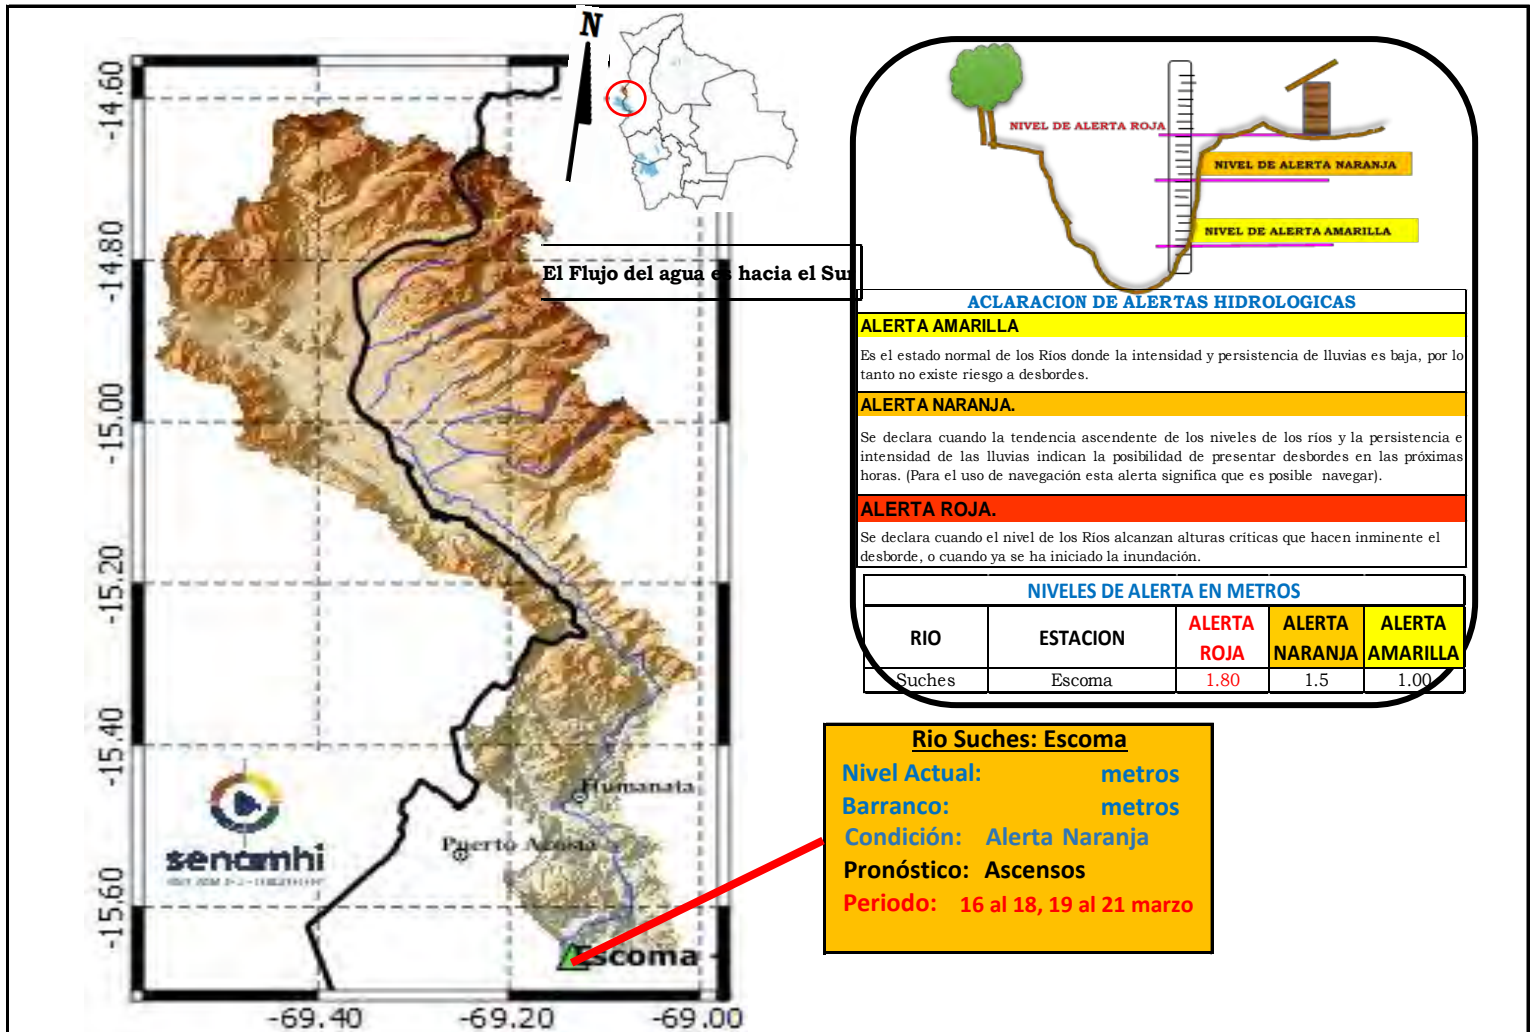 N
-14.60
-14.80
-15.00
-15.20
-15.40
-15.60
-69.40
-69.20
-69.00
El Flujo del agua es hacia el Sur
Humanata
Puerto Acosta
Escoma
senamhi
NIVEL DE ALERTA ROJA
NIVEL DE ALERTA NARANJA
NIVEL DE ALERTA AMARILLA
ACLARACION DE ALERTAS HIDROLOGICAS
ALERTA AMARILLA
Es el estado normal de los Ríos donde la intensidad y persistencia de lluvias es baja, por lo
tanto no existe riesgo a desbordes.
ALERTA NARANJA.
Se declara cuando la tendencia ascendente de los niveles de los ríos y la persistencia e
intensidad de las lluvias indican la posibilidad de presentar desbordes en las próximas
horas. (Para el uso de navegación esta alerta significa que es posible navegar).
ALERTA ROJA.
Se declara cuando el nivel de los Ríos alcanzan alturas críticas que hacen inminente el
desborde, o cuando ya se ha iniciado la inundación.
NIVELES DE ALERTA EN METROS
RIO ESTACION ALERTA ROJA ALERTA NARANJA ALERTA AMARILLA
Suches Escoma 1.80 1.5 1.00
Rio Suches: Escoma
Nivel Actual: metros
Barranco: metros
Condición: Alerta Naranja
Pronóstico: Ascensos
Periodo: 16 al 18, 19 al 21 marzo